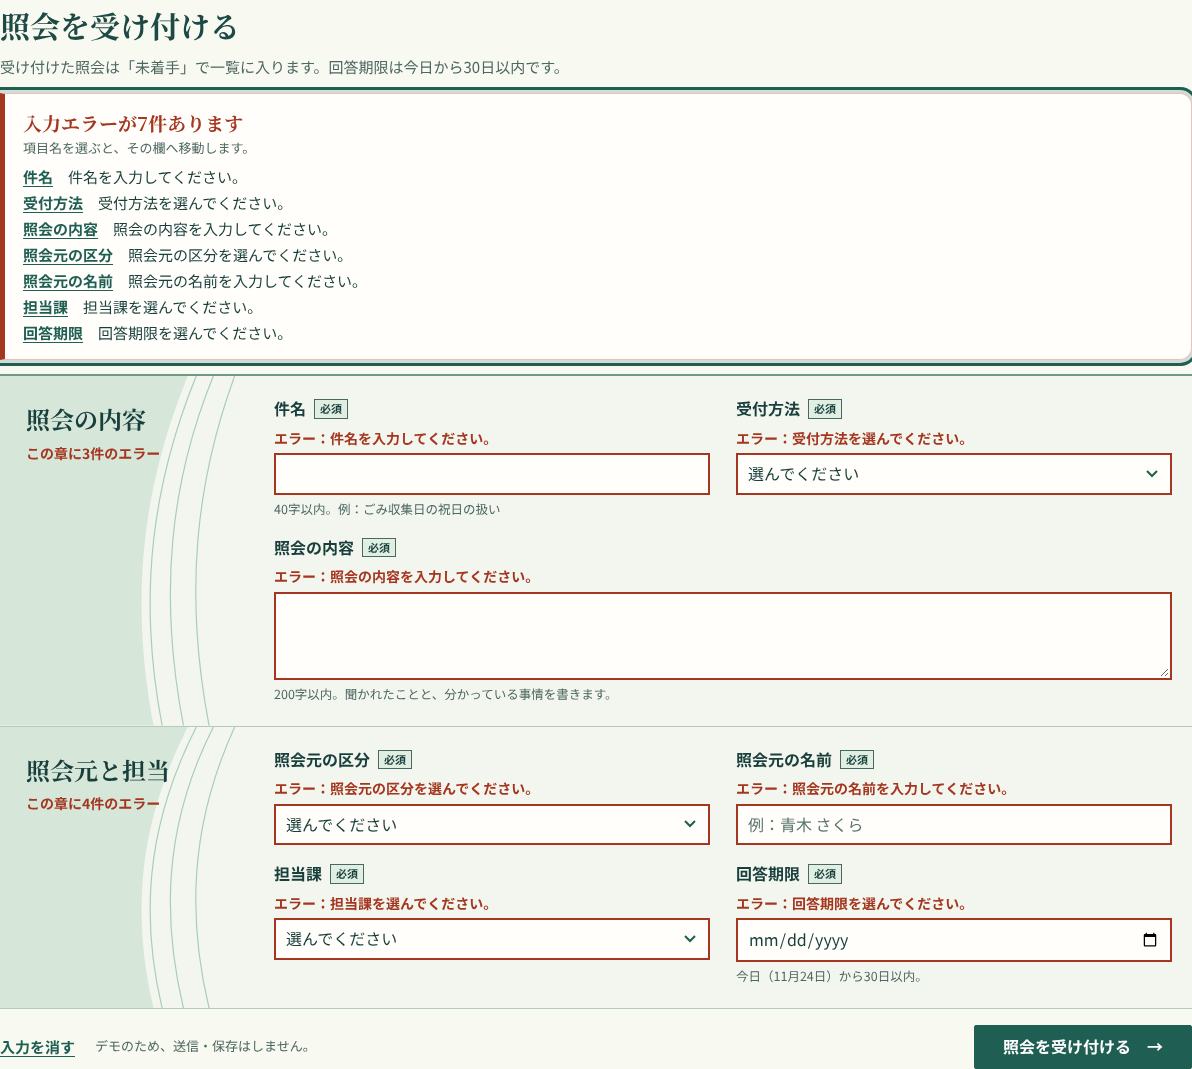 照会を受け付ける
受け付けた照会は「未着手」で一覧に入ります。回答期限は今日から30日以内です。
入力エラーが7件あります
項目名を選ぶと、その欄へ移動します。
件名 件名を入力してください。
受付方法 受付方法を選んでください。
照会の内容 照会の内容を入力してください。
照会元の区分 照会元の区分を選んでください。
照会元の名前 照会元の名前を入力してください。
担当課 担当課を選んでください。
回答期限 回答期限を選んでください。
照会の内容
この章に3件のエラー
件名 必須
エラー：件名を入力してください。
40字以内。例：ごみ収集日の祝日の扱い
受付方法 必須
エラー：受付方法を選んでください。
選んでください
照会の内容 必須
エラー：照会の内容を入力してください。
200字以内。聞かれたことと、分かっている事情を書きます。
照会元と担当
この章に4件のエラー
照会元の区分 必須
エラー：照会元の区分を選んでください。
選んでください
照会元の名前 必須
エラー：照会元の名前を入力してください。
例：青木 さくら
担当課 必須
エラー：担当課を選んでください。
選んでください
回答期限 必須
エラー：回答期限を選んでください。
mm/dd/yyyy
今日（11月24日）から30日以内。
入力を消す デモのため、送信・保存はしません。
照会を受け付ける →